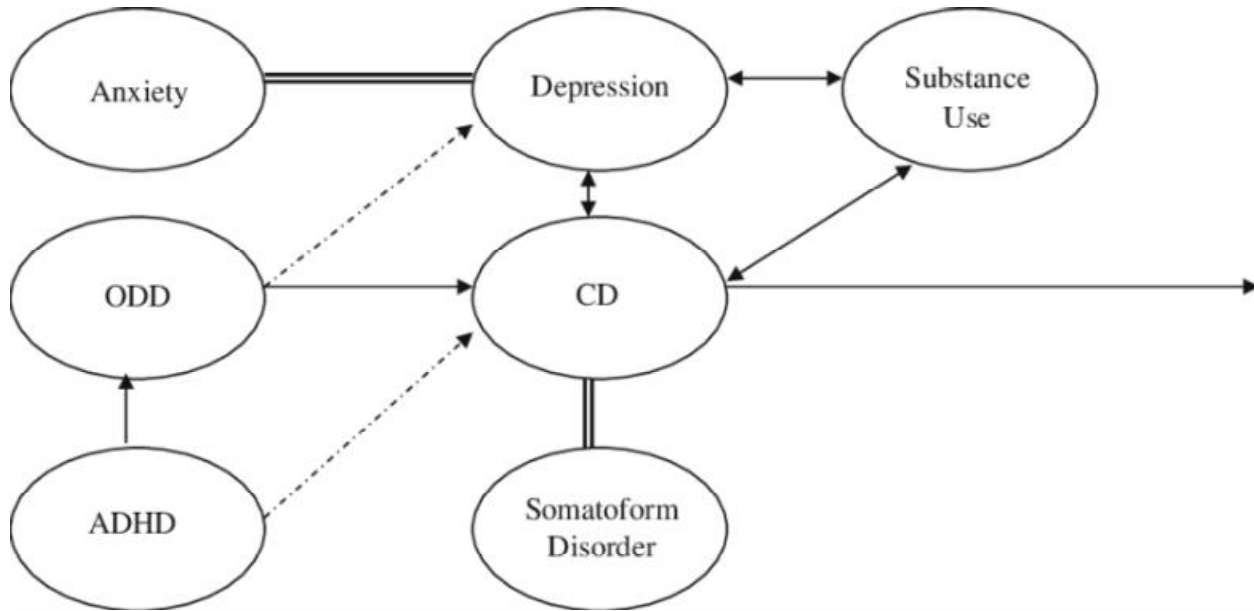 Anxiety
Depression
Substance
Use
ODD
CD
ADHD
Somatoform
Disorder